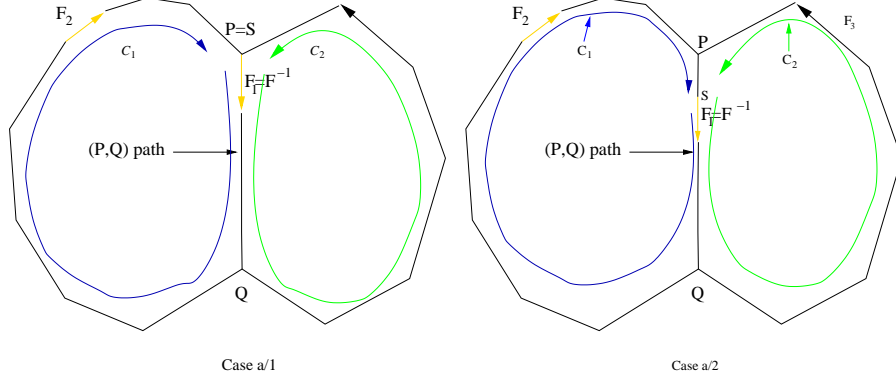 F2
P=S
C1
C2
F1=F-1
(P,Q) path
Q
Case a/1
F2
C1
P
C2
F3
S
F1=F -1
(P,Q) path
Q
Case a/2